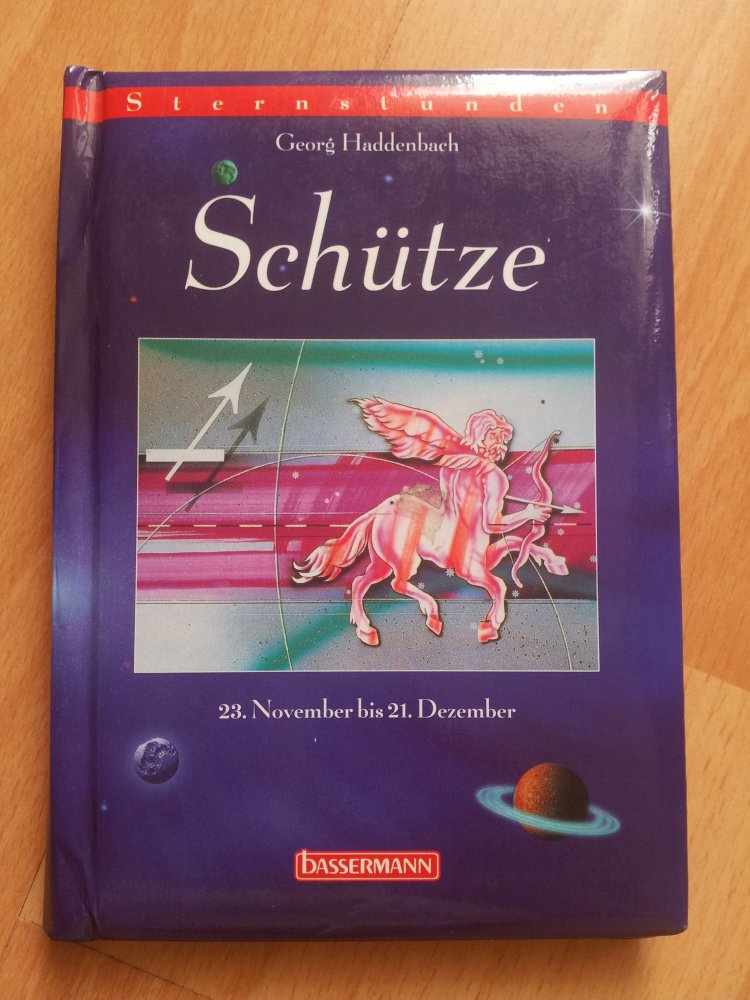 Sternstunden
Georg Haddenbach
Schütze
23. November bis 21. Dezember
bassermann